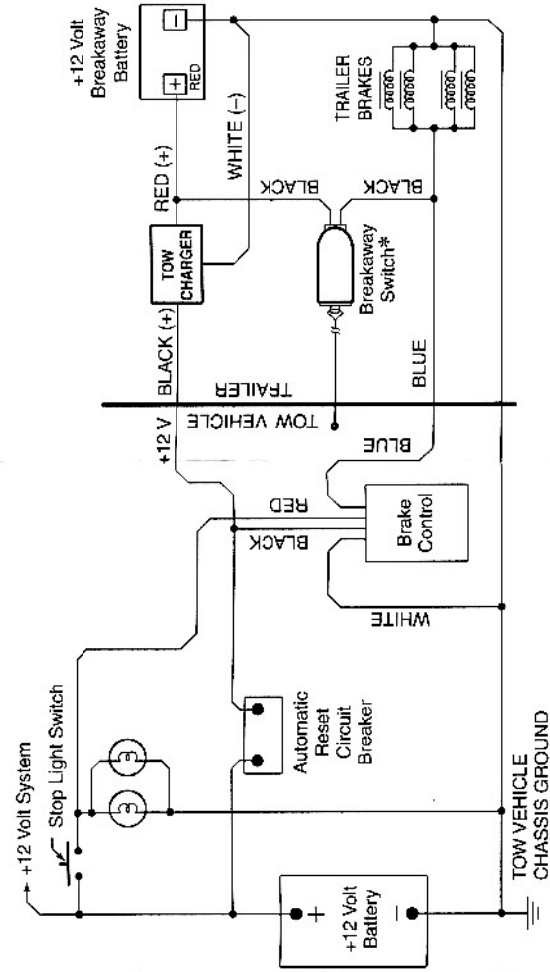 +12 Volt System
Stop Light Switch
+12 Volt
Battery
+
−
TOW VEHICLE
CHASSIS GROUND
Automatic
Reset
Circuit
Breaker
WHITE
BLACK
RED
Brake
Control
BLUE
+12 V
TOW VEHICLE
TRAILER
BLACK (+)
TOW
CHARGER
RED (+)
WHITE (−)
BLACK
BLACK
Breakaway
Switch*
BLUE
TRAILER
BRAKES
+12 Volt
Breakaway
Battery
+
RED
−